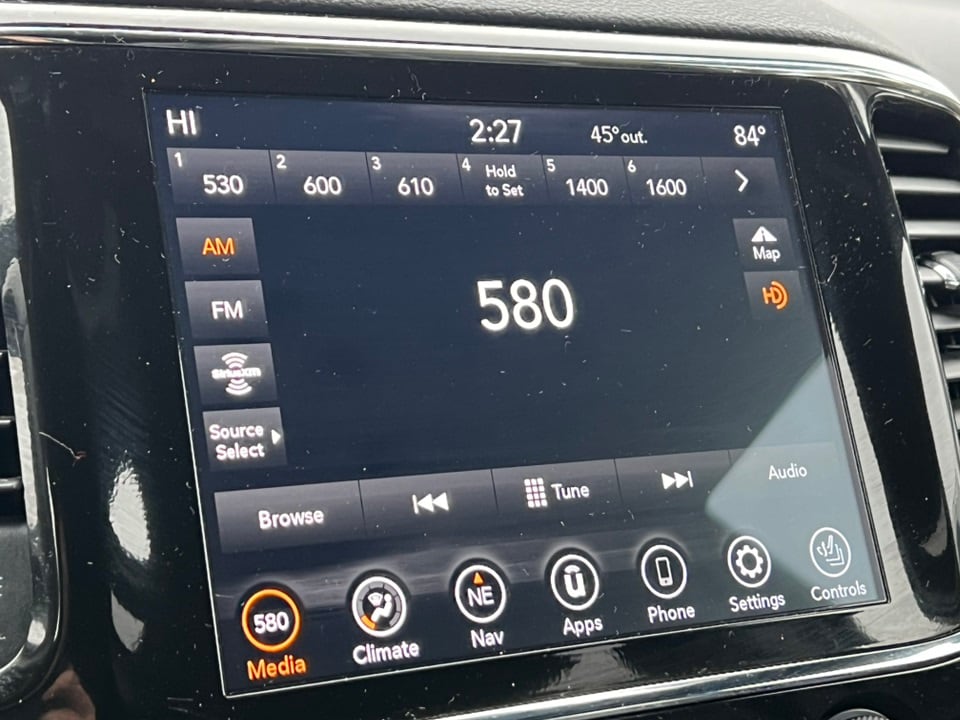 HI 2:27 45° out. 84°
1 530 2 600 3 610 4 Hold to Set 5 1400 6 1600
AM
Map
FM
580
HD
siriusxm
Source
Select
Browse Tune Audio
580 NE
Media Climate Nav Apps Phone Settings Controls